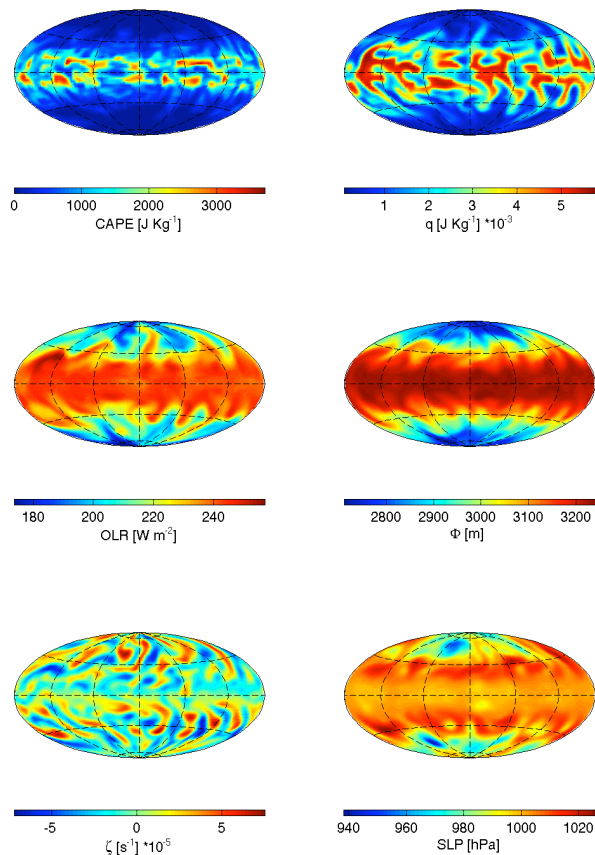 0 1000 2000 3000
CAPE [J Kg⁻¹]
1 2 3 4 5
q [J Kg⁻¹] *10⁻³
180 200 220 240
OLR [W m⁻²]
2800 2900 3000 3100 3200
Φ [m]
-5 0 5
ζ [s⁻¹] *10⁻⁵
940 960 980 1000 1020
SLP [hPa]